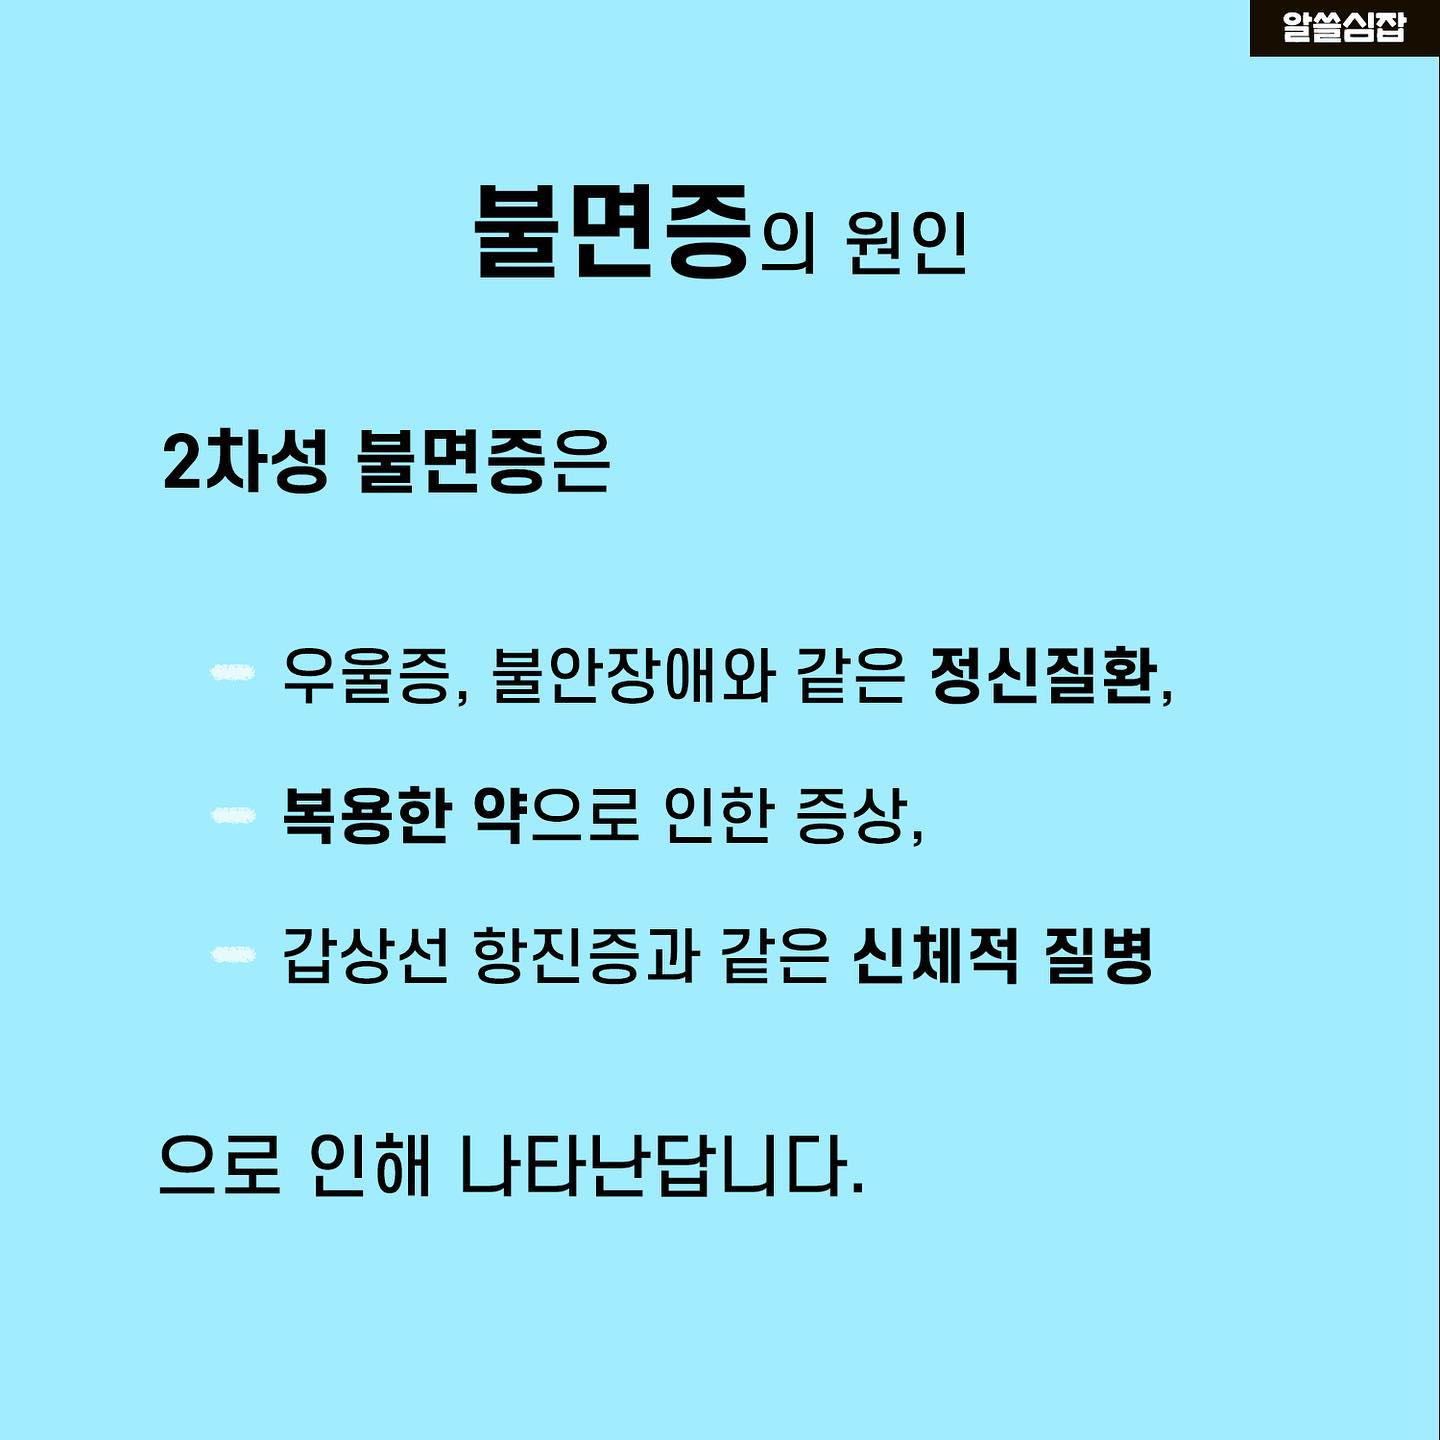 알쓸심잡
불면증의 원인
2차성 불면증은
우울증, 불안장애와 같은 정신질환,
복용한 약으로 인한 증상,
갑상선 항진증과 같은 신체적 질병
으로 인해 나타난답니다.